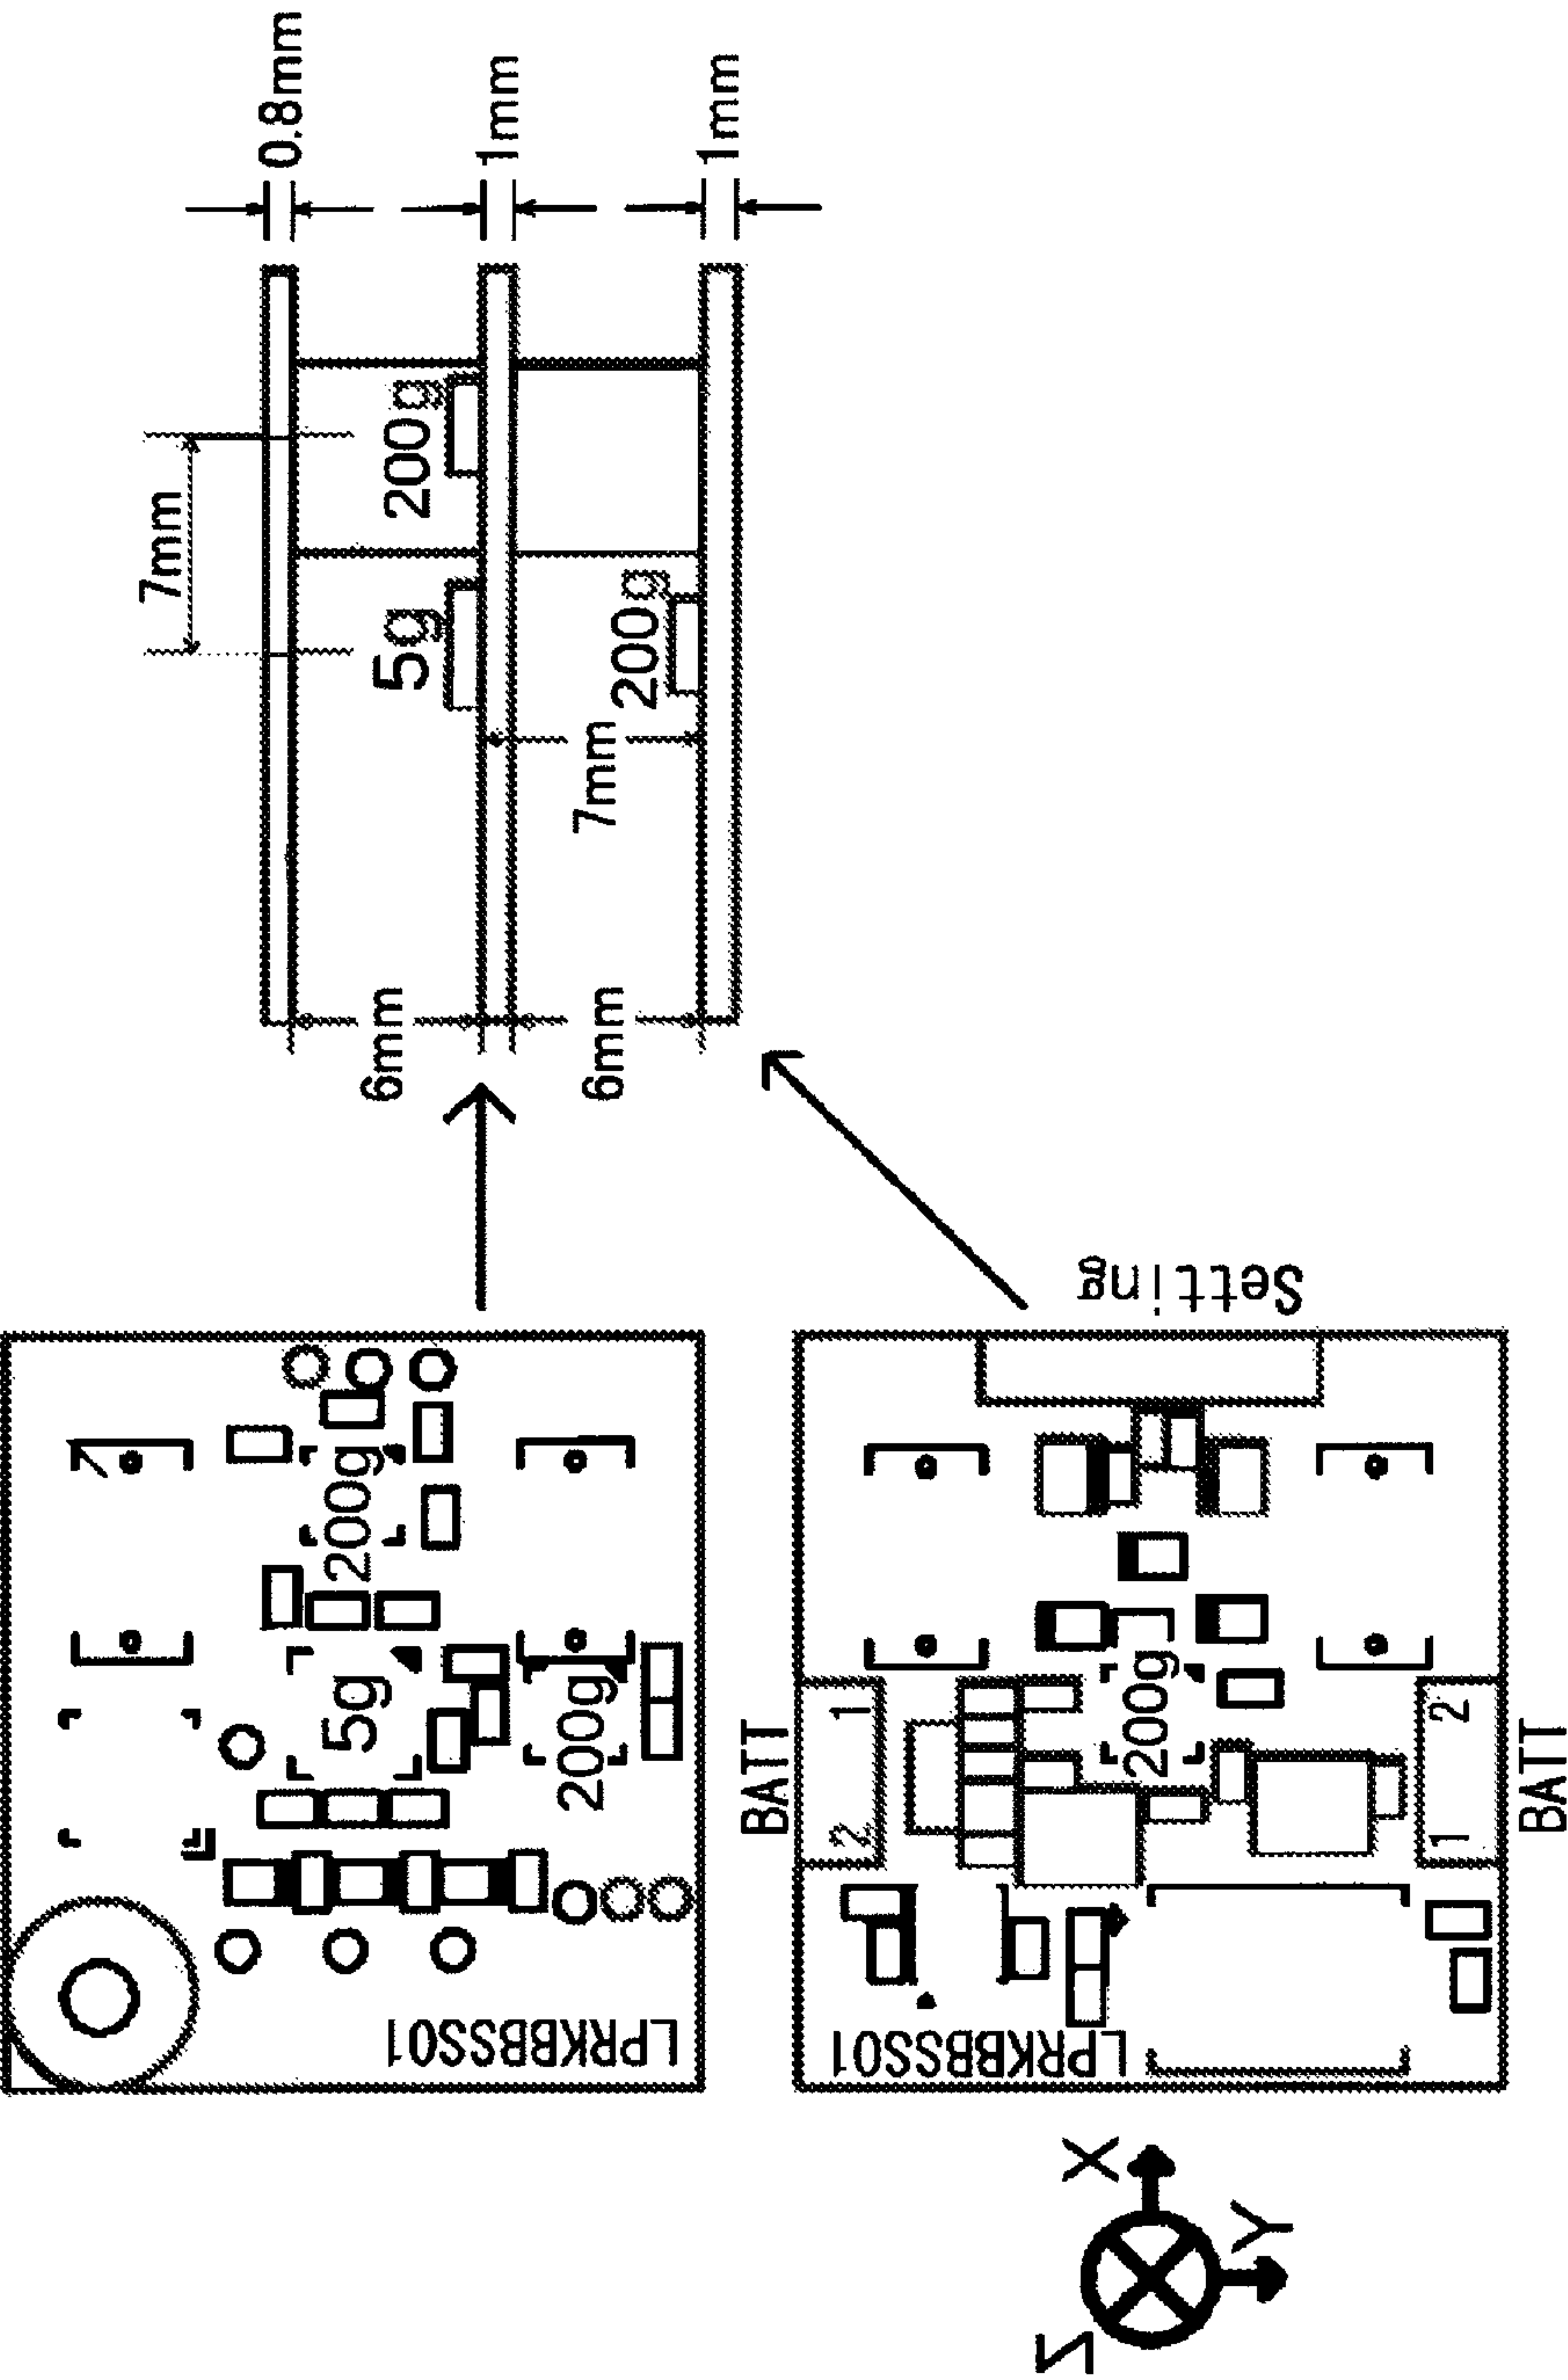 0.8mm
1mm
1mm
7mm
200g
5g
200g
7mm
6mm
6mm
Setting
200g
5g
200g
LPRKBBSS01
BATT
1
2
200g
2
1
BATT
LPRKBBSS01
X
Y
Z